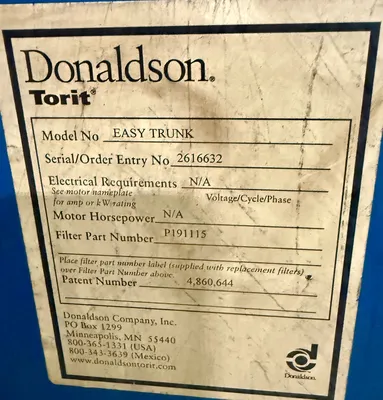 Donaldson®
Torit®
Model No EASY TRUNK
Serial/Order Entry No 2616632
Electrical Requirements N/A
See motor nameplate Voltage/Cycle/Phase
for amp or kW rating
Motor Horsepower N/A
Filter Part Number P191115
Place filter part number label (supplied with replacement filters)
over Filter Part Number above.
Patent Number 4,860,644
Donaldson Company, Inc.
PO Box 1299
Minneapolis, MN 55440
800-365-1331 (USA)
800-343-3639 (Mexico)
www.donaldsontorit.com
Donaldson.